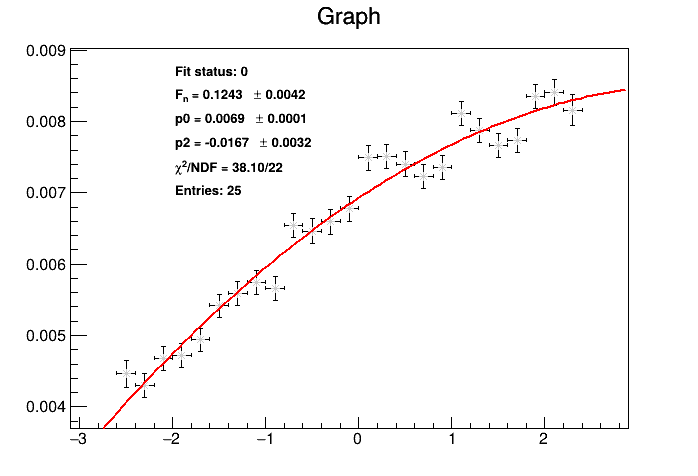 Graph
0.009
0.008
0.007
0.006
0.005
0.004
Fit status: 0
Fn = 0.1243 ± 0.0042
p0 = 0.0069 ± 0.0001
p2 = -0.0167 ± 0.0032
χ²/NDF = 38.10/22
Entries: 25
−3 −2 −1 0 1 2